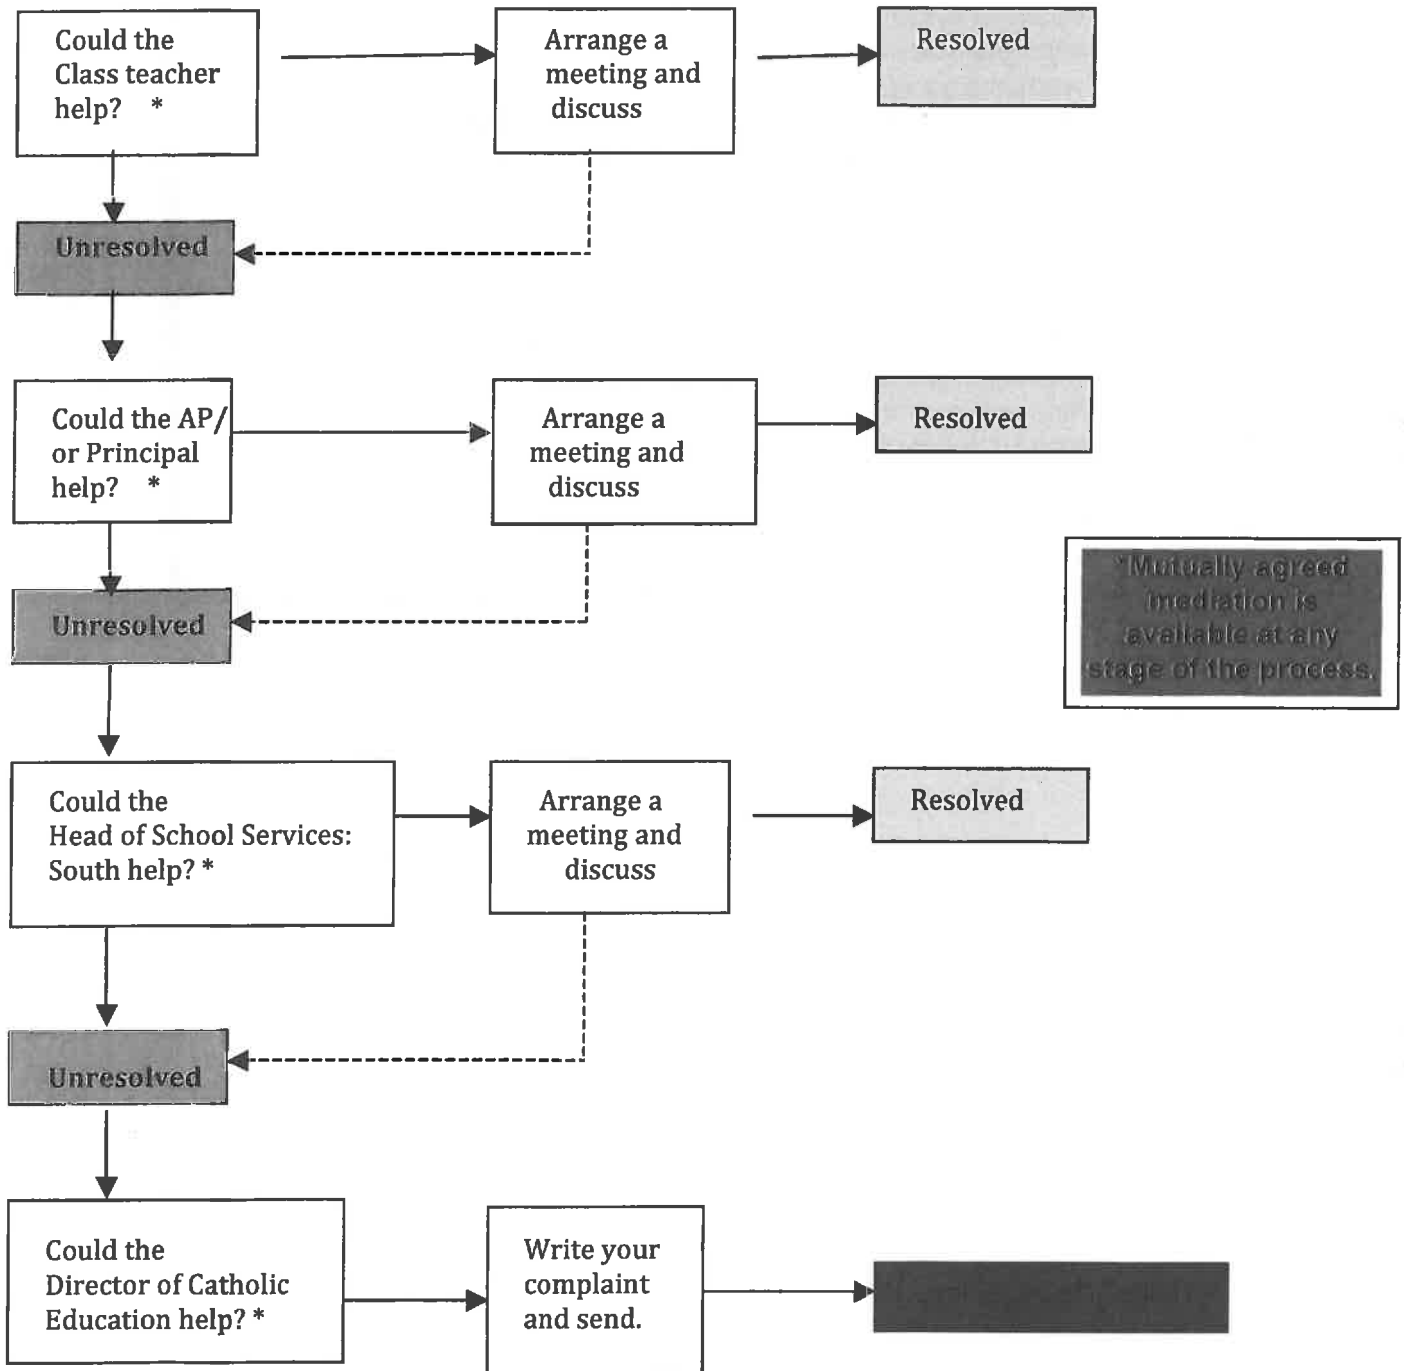 Could the
Class teacher
help? *
Arrange a
meeting and
discuss
Resolved
Unresolved
Could the AP/
or Principal
help? *
Arrange a
meeting and
discuss
Resolved
Unresolved
*Mutually agreed
mediation is
available at any
stage of the process.
Could the
Head of School Services:
South help? *
Arrange a
meeting and
discuss
Resolved
Unresolved
Could the
Director of Catholic
Education help? *
Write your
complaint
and send.